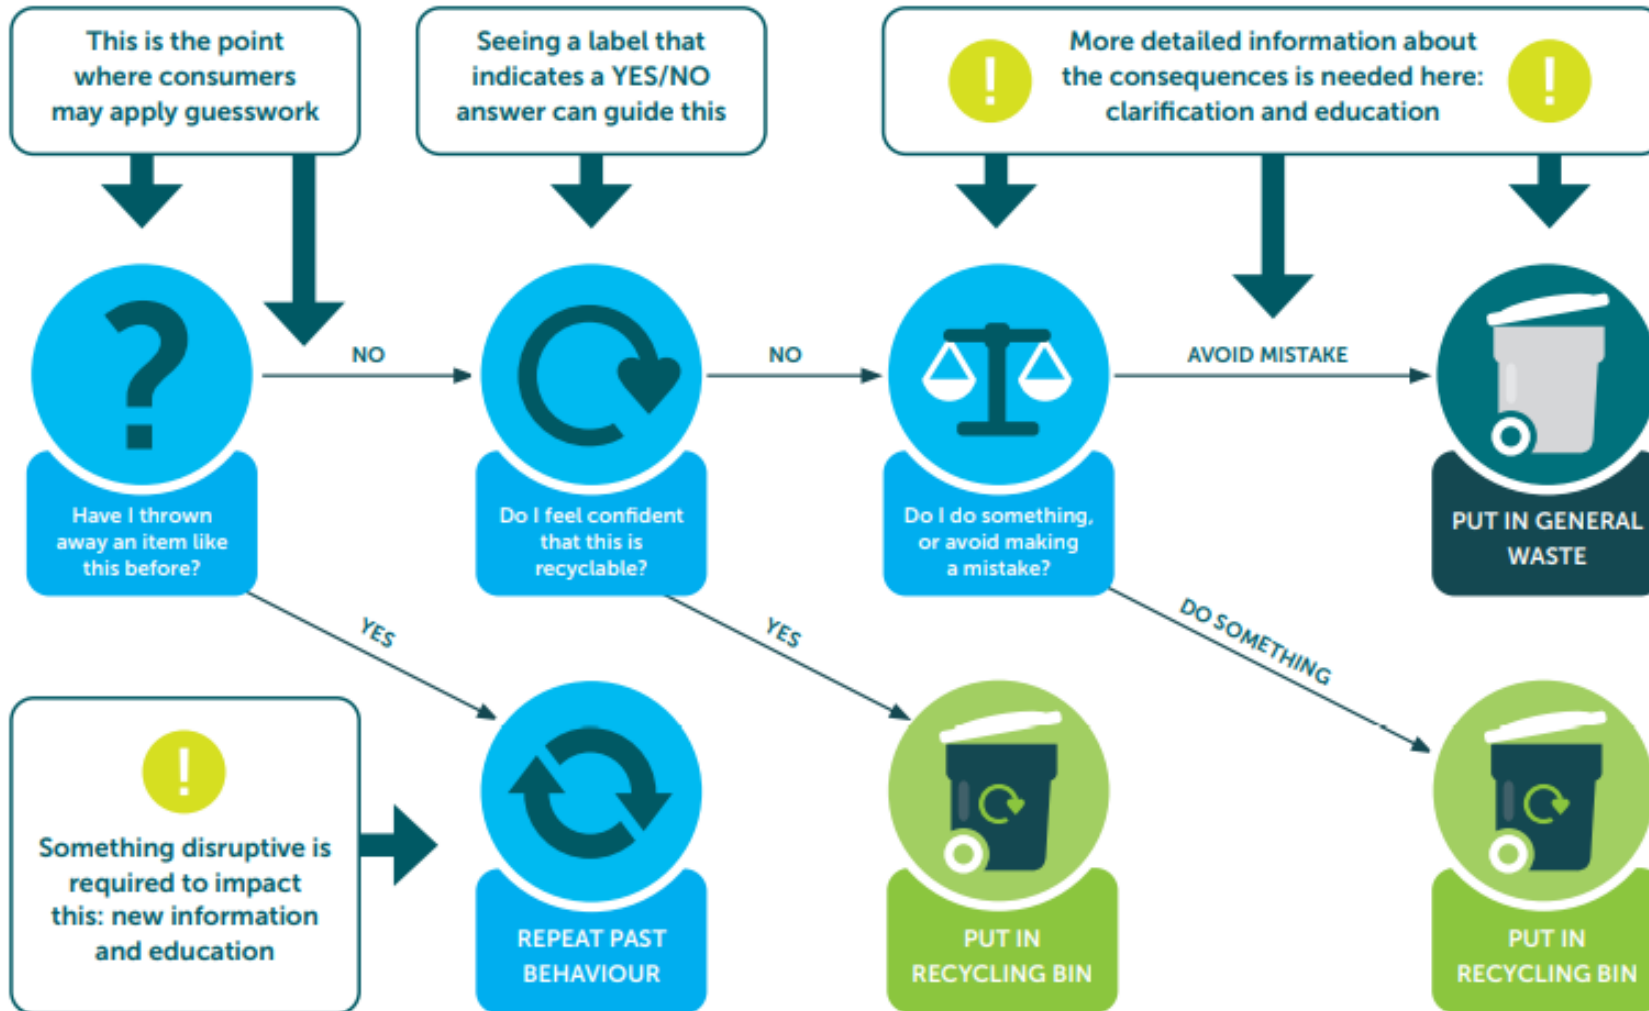 This is the point
where consumers
may apply guesswork
Seeing a label that
indicates a YES/NO
answer can guide this
!
More detailed information about
the consequences is needed here:
clarification and education
!
?
Have I thrown
away an item like
this before?
NO
Do I feel confident
that this is
recyclable?
NO
Do I do something,
or avoid making
a mistake?
AVOID MISTAKE
PUT IN GENERAL
WASTE
YES
YES
DO SOMETHING
!
Something disruptive is
required to impact
this: new information
and education
REPEAT PAST
BEHAVIOUR
PUT IN
RECYCLING BIN
PUT IN
RECYCLING BIN